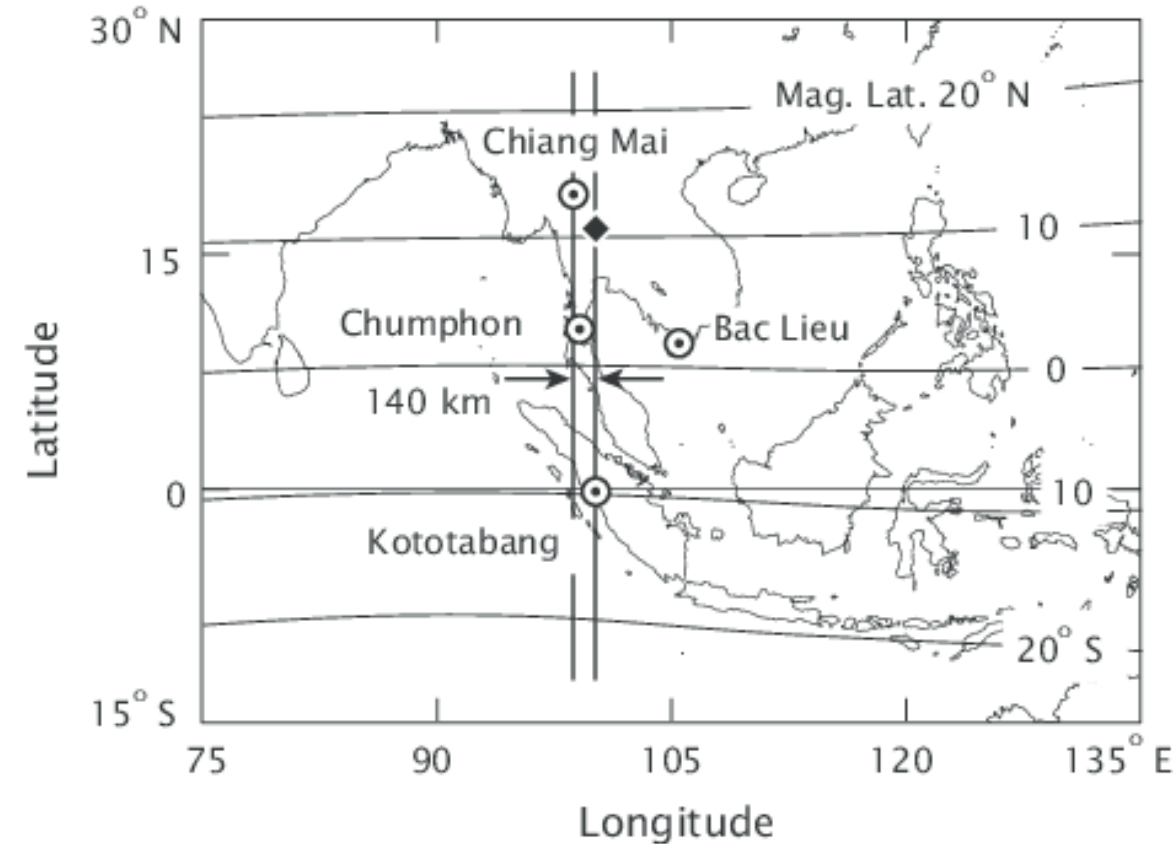 30° N
Mag. Lat. 20° N
Chiang Mai
10
15
Chumphon
Bac Lieu
0
140 km
Latitude
0
10
Kototabang
20° S
15° S
75
90
105
120
135° E
Longitude